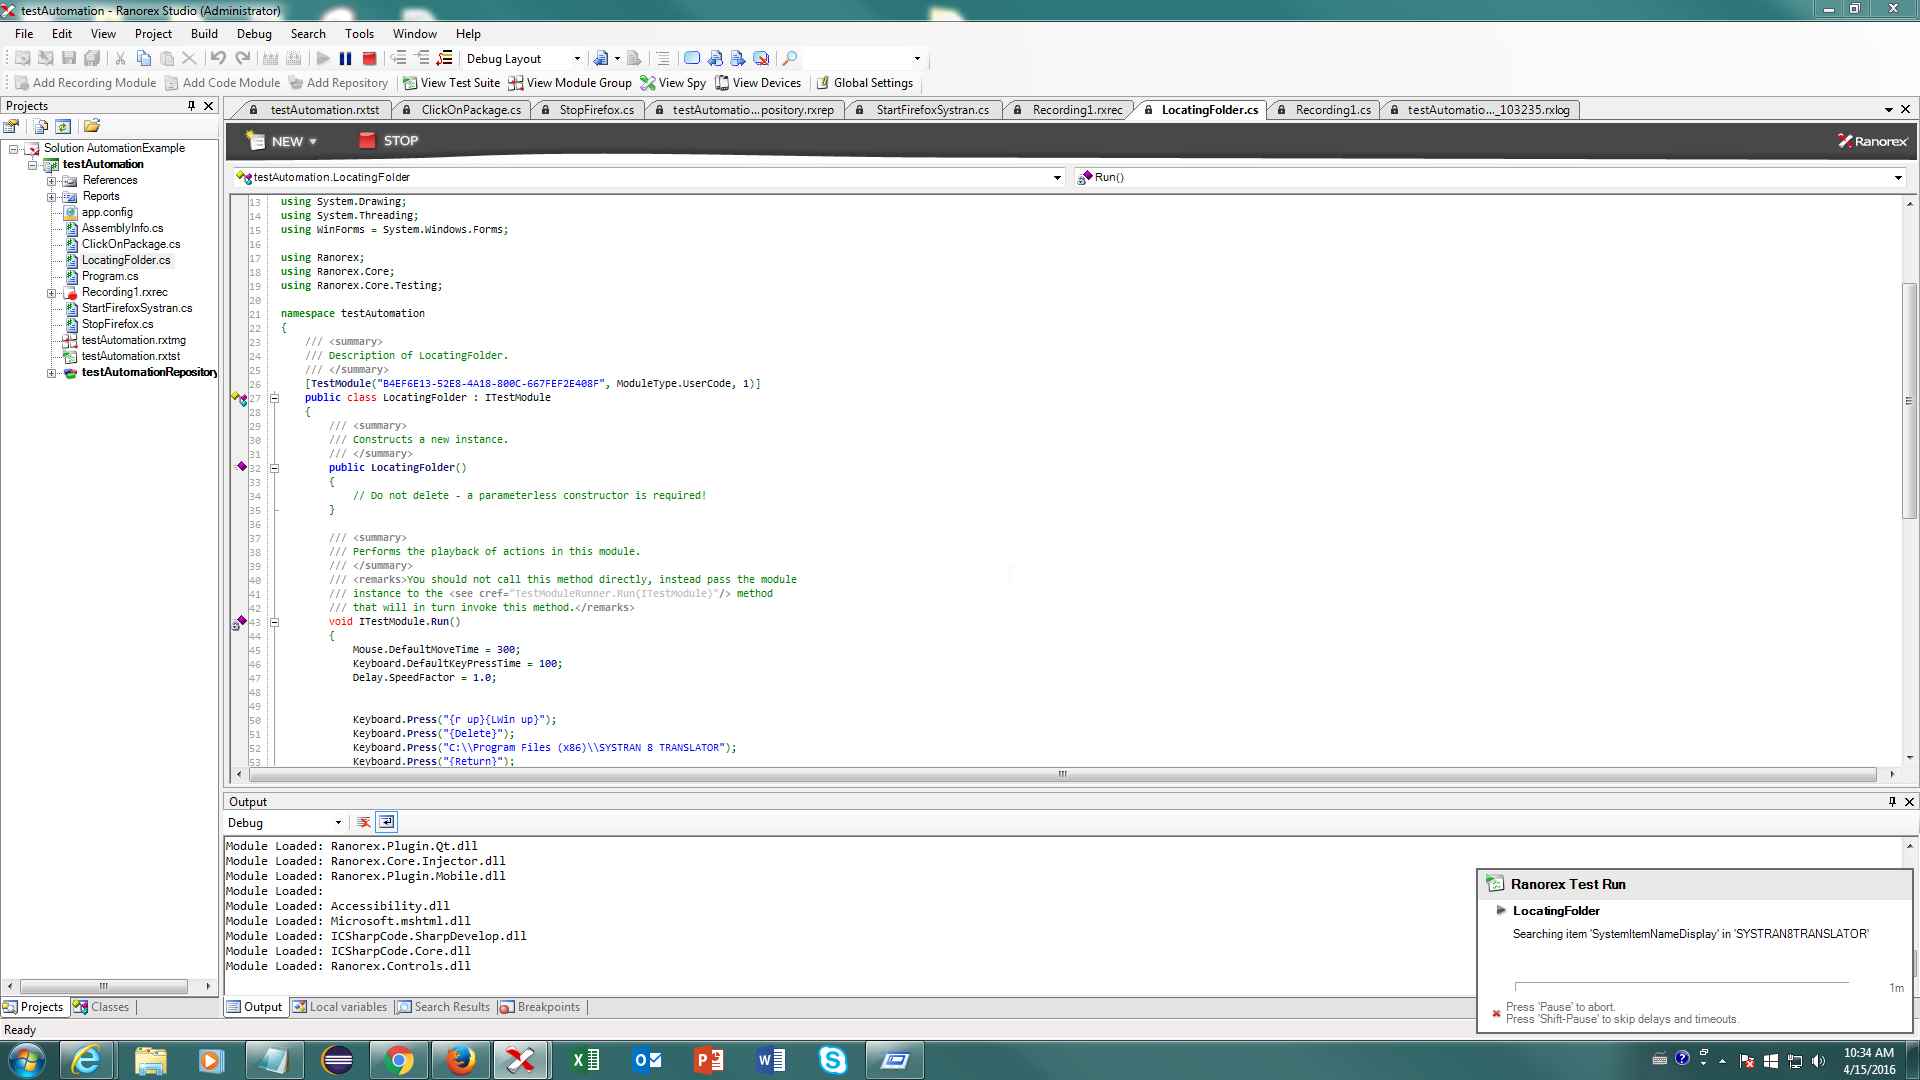 testAutomation - Ranorex Studio (Administrator)
File Edit View Project Build Debug Search Tools Window Help
Debug Layout
Add Recording Module Add Code Module Add Repository View Test Suite View Module Group View Spy View Devices Global Settings
Projects
testAutomation.rxtst ClickOnPackage.cs StopFirefox.cs testAutomatio...pository.rxrep StartFirefoxSystran.cs Recording1.rxrec LocatingFolder.cs Recording1.cs testAutomatio..._103235.rxlog
NEW STOP Ranorex
Solution AutomationExample
testAutomation
References
Reports
app.config
AssemblyInfo.cs
ClickOnPackage.cs
LocatingFolder.cs
Program.cs
Recording1.rxrec
StartFirefoxSystran.cs
StopFirefox.cs
testAutomation.rxtmg
testAutomation.rxtst
testAutomationRepository
testAutomation.LocatingFolder Run()
13 using System.Drawing;
14 using System.Threading;
15 using WinForms = System.Windows.Forms;
16
17 using Ranorex;
18 using Ranorex.Core;
19 using Ranorex.Core.Testing;
20
21 namespace testAutomation
22 {
23 /// <summary>
24 /// Description of LocatingFolder.
25 /// </summary>
26 [TestModule("B4EF6E13-52E8-4A18-800C-667FEF2E408F", ModuleType.UserCode, 1)]
27 public class LocatingFolder : ITestModule
28 {
29 /// <summary>
30 /// Constructs a new instance.
31 /// </summary>
32 public LocatingFolder()
33 {
34 // Do not delete - a parameterless constructor is required!
35 }
36
37 /// <summary>
38 /// Performs the playback of actions in this module.
39 /// </summary>
40 /// <remarks>You should not call this method directly, instead pass the module
41 /// instance to the <see cref="TestModuleRunner.Run(ITestModule)"/> method
42 /// that will in turn invoke this method.</remarks>
43 void ITestModule.Run()
44 {
45 Mouse.DefaultMoveTime = 300;
46 Keyboard.DefaultKeyPressTime = 100;
47 Delay.SpeedFactor = 1.0;
48
49
50 Keyboard.Press("{r up}{LWin up}");
51 Keyboard.Press("{Delete}");
52 Keyboard.Press("C:\\Program Files (x86)\\SYSTRAN 8 TRANSLATOR");
53 Keyboard.Press("{Return}");
Output
Debug
Module Loaded: Ranorex.Plugin.Qt.dll
Module Loaded: Ranorex.Core.Injector.dll
Module Loaded: Ranorex.Plugin.Mobile.dll
Module Loaded:
Module Loaded: Accessibility.dll
Module Loaded: Microsoft.mshtml.dll
Module Loaded: ICSharpCode.SharpDevelop.dll
Module Loaded: ICSharpCode.Core.dll
Module Loaded: Ranorex.Controls.dll
Ranorex Test Run
LocatingFolder
Searching item 'SystemItemNameDisplay' in 'SYSTRAN8TRANSLATOR'
1m
Press 'Pause' to abort.
Press 'Shift-Pause' to skip delays and timeouts.
Projects Classes Output Local variables Search Results Breakpoints
Ready
10:34 AM
4/15/2016